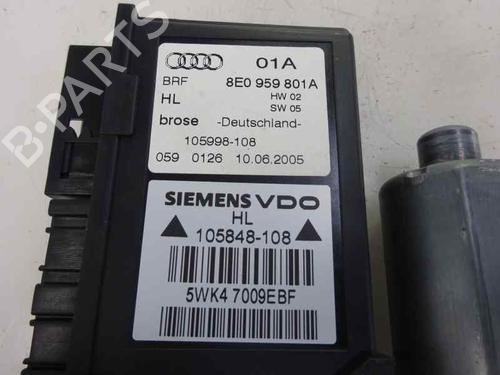 01A
BRF 8E0 959 801A
HL HW 02
SW 05
brose -Deutschland-
105998-108
059 0126 10.06.2005
SIEMENS VDO
HL
105848-108
5WK4 7009EBF
B-PARTS